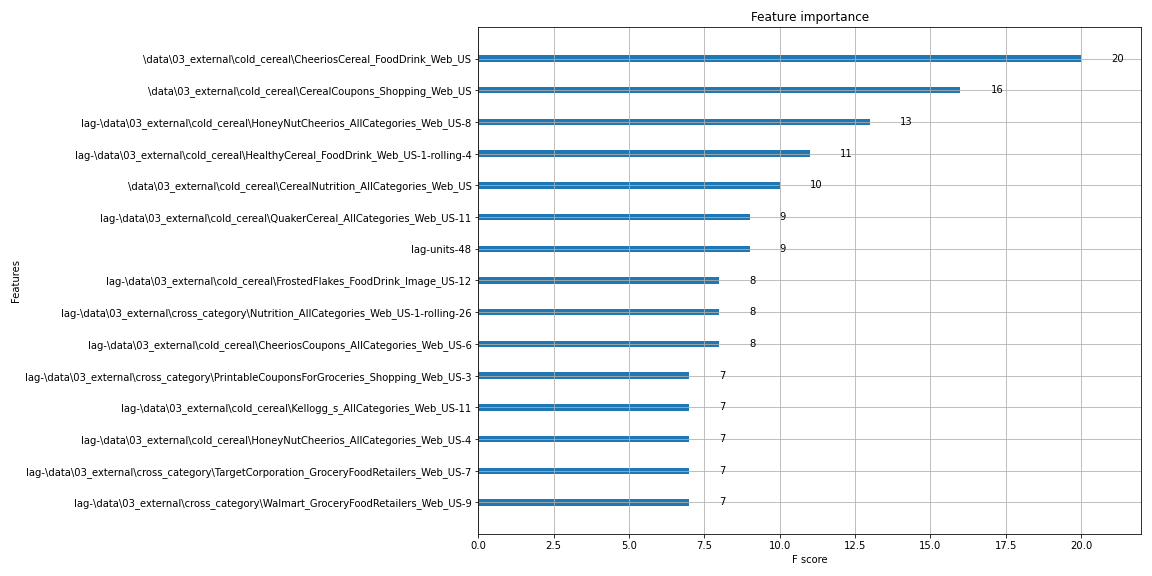 Feature importance
\data\03_external\cold_cereal\CheeriosCereal_FoodDrink_Web_US 20
\data\03_external\cold_cereal\CerealCoupons_Shopping_Web_US 16
lag-\data\03_external\cold_cereal\HoneyNutCheerios_AllCategories_Web_US-8 13
lag-\data\03_external\cold_cereal\HealthyCereal_FoodDrink_Web_US-1-rolling-4 11
\data\03_external\cold_cereal\CerealNutrition_AllCategories_Web_US 10
lag-\data\03_external\cold_cereal\QuakerCereal_AllCategories_Web_US-11 9
lag-units-48 9
lag-\data\03_external\cold_cereal\FrostedFlakes_FoodDrink_Image_US-12 8
lag-\data\03_external\cross_category\Nutrition_AllCategories_Web_US-1-rolling-26 8
lag-\data\03_external\cold_cereal\CheeriosCoupons_AllCategories_Web_US-6 8
lag-\data\03_external\cross_category\PrintableCouponsForGroceries_Shopping_Web_US-3 7
lag-\data\03_external\cold_cereal\Kellogg_s_AllCategories_Web_US-11 7
lag-\data\03_external\cold_cereal\HoneyNutCheerios_AllCategories_Web_US-4 7
lag-\data\03_external\cross_category\TargetCorporation_GroceryFoodRetailers_Web_US-7 7
lag-\data\03_external\cross_category\Walmart_GroceryFoodRetailers_Web_US-9 7
Features
0.0 2.5 5.0 7.5 10.0 12.5 15.0 17.5 20.0
F score